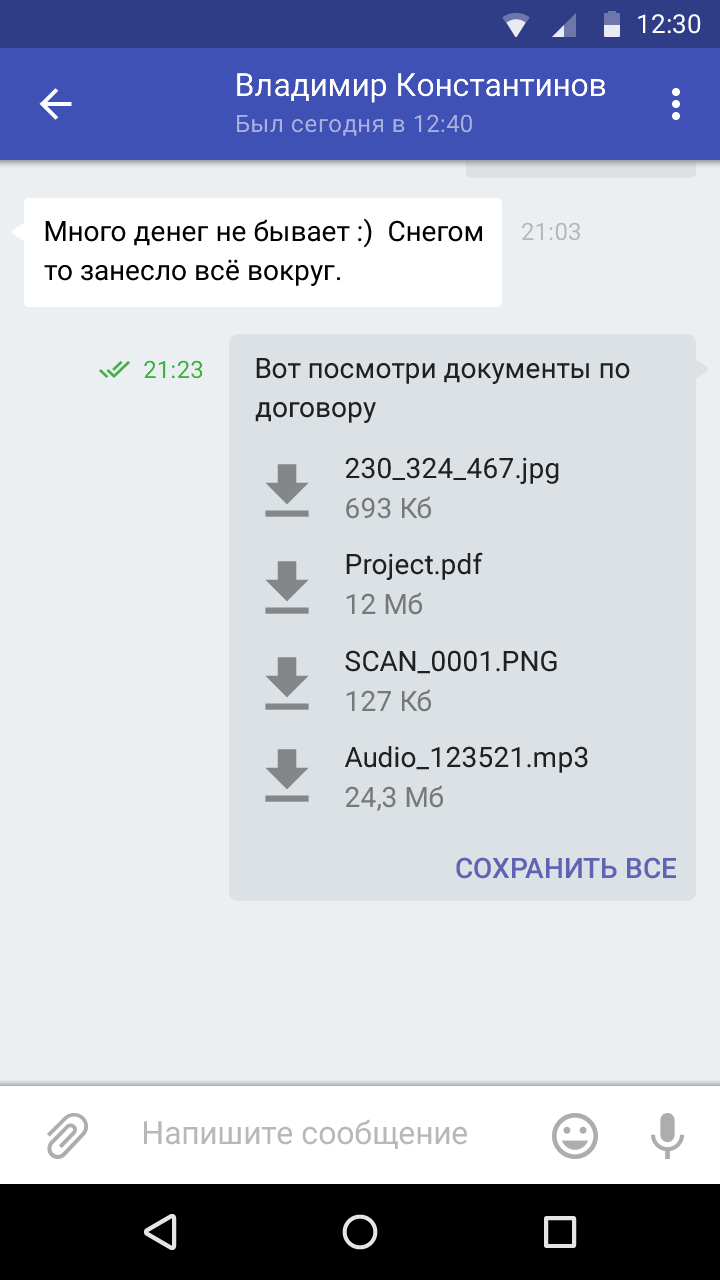 12:30
Владимир Константинов
Был сегодня в 12:40
Много денег не бывает :)  Снегом
то занесло всё вокруг.
21:03
21:23
Вот посмотри документы по
договору
230_324_467.jpg
693 Кб
Project.pdf
12 Мб
SCAN_0001.PNG
127 Кб
Audio_123521.mp3
24,3 Мб
СОХРАНИТЬ ВСЕ
Напишите сообщение